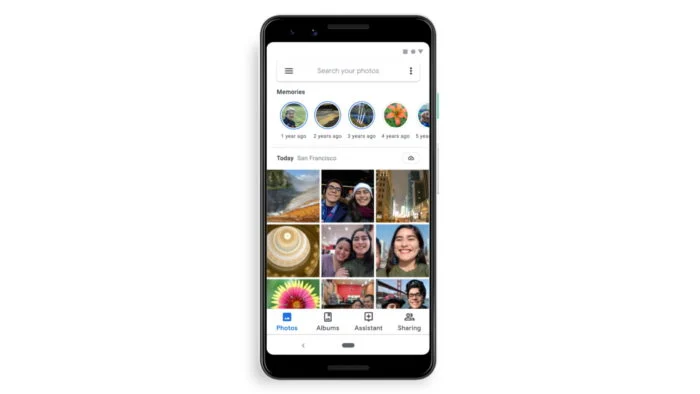 Search your photos
Memories
1 year ago 2 years ago 3 years ago 4 years ago 5 yea
Today San Francisco
Photos Albums Assistant Sharing